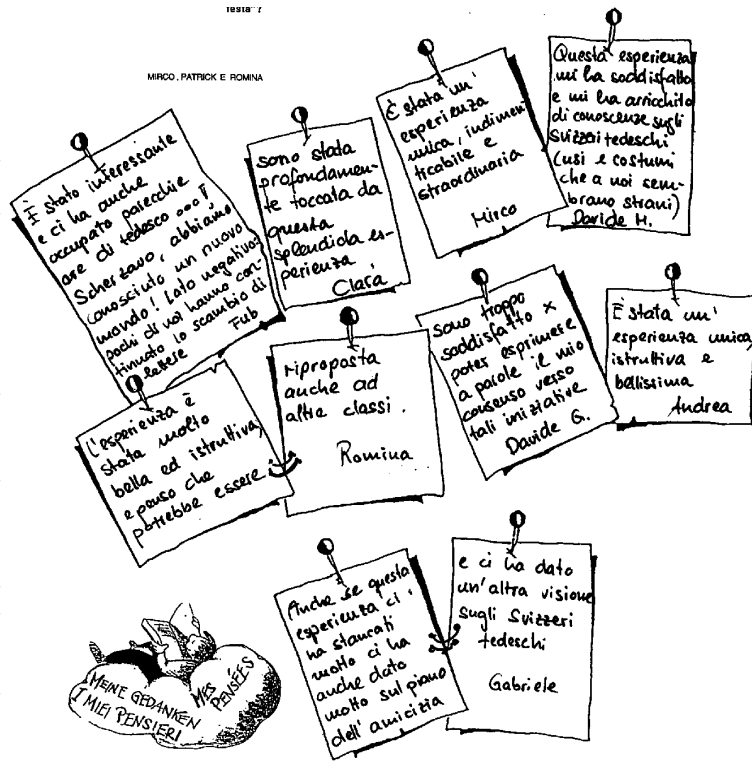 MIRCO, PATRICK E ROMINA
È stato interessante
e ci ha anche
occupato parecchie
ore di tedesco ...!
Scherzavo, abbiamo
conosciuto un nuovo
mondo! Lato negativo:
pochi di noi hanno con-
tinuato lo scambio di
lettere
Fub
sono stata
profondamen-
te toccata da
questa
splendida es-
perienza
Clara
È stata un'
esperienza
unica, indimen-
ticabile e
straordinaria
Mirco
Questa esperienza
mi ha soddisfatto
e mi ha arricchito
di conoscenze sugli
Svizzeri tedeschi
(usi e costumi
che a noi sem-
brano strani)
Davide M.
L'esperienza è
stata molto
bella ed istruttiva,
e penso che
potrebbe essere
riproposta
anche ad
altre classi.
Romina
sono troppo
soddisfatto x
poter esprimere
a parole il mio
consenso verso
tali iniziative
Davide G.
È stata un'
esperienza unica,
istruttiva e
bellissima
Andrea
Anche se questa
esperienza ci
ha stancati
molto ci ha
anche dato
molto sul piano
dell'amicizia
e ci ha dato
un'altra visione
sugli Svizzeri
tedeschi
Gabriele
MEINE GEDANKEN
I MIEI PENSIERI
MES
PENSÉES